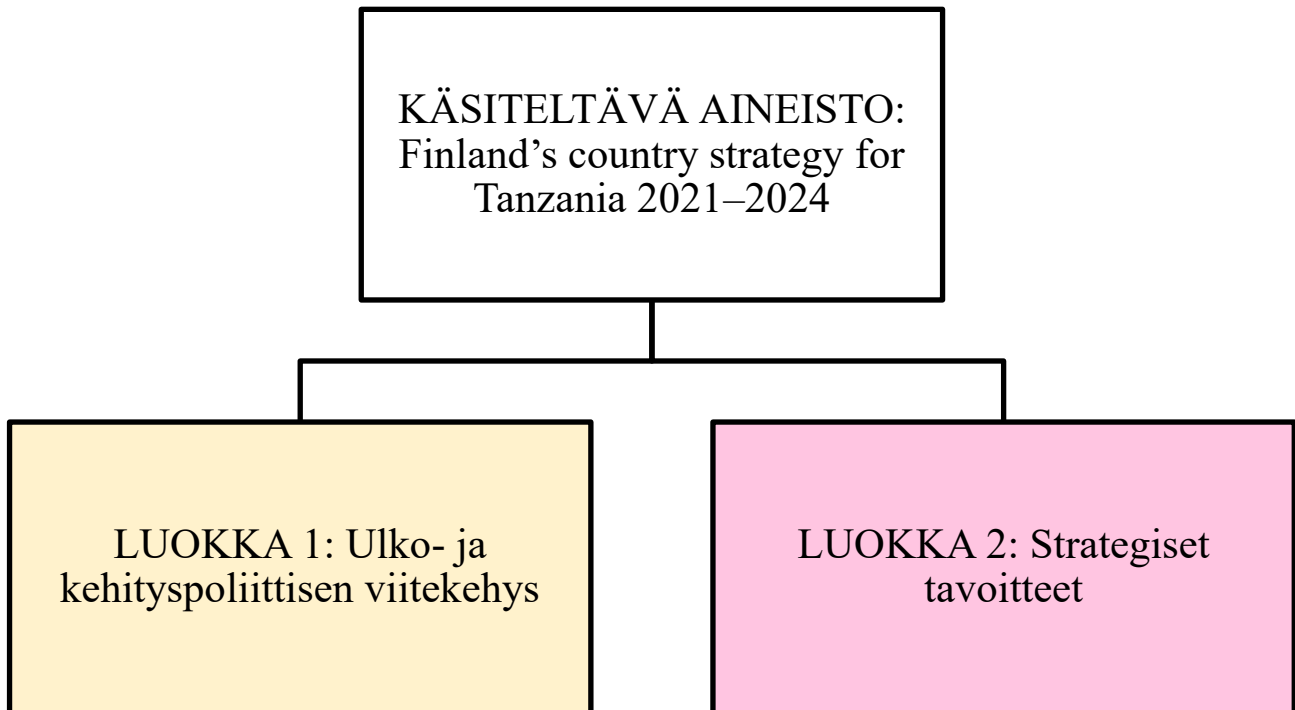 KÄSITELTÄVÄ AINEISTO:
Finland’s country strategy for
Tanzania 2021–2024
LUOKKA 1: Ulko- ja
kehityspoliittisen viitekehys
LUOKKA 2: Strategiset
tavoitteet